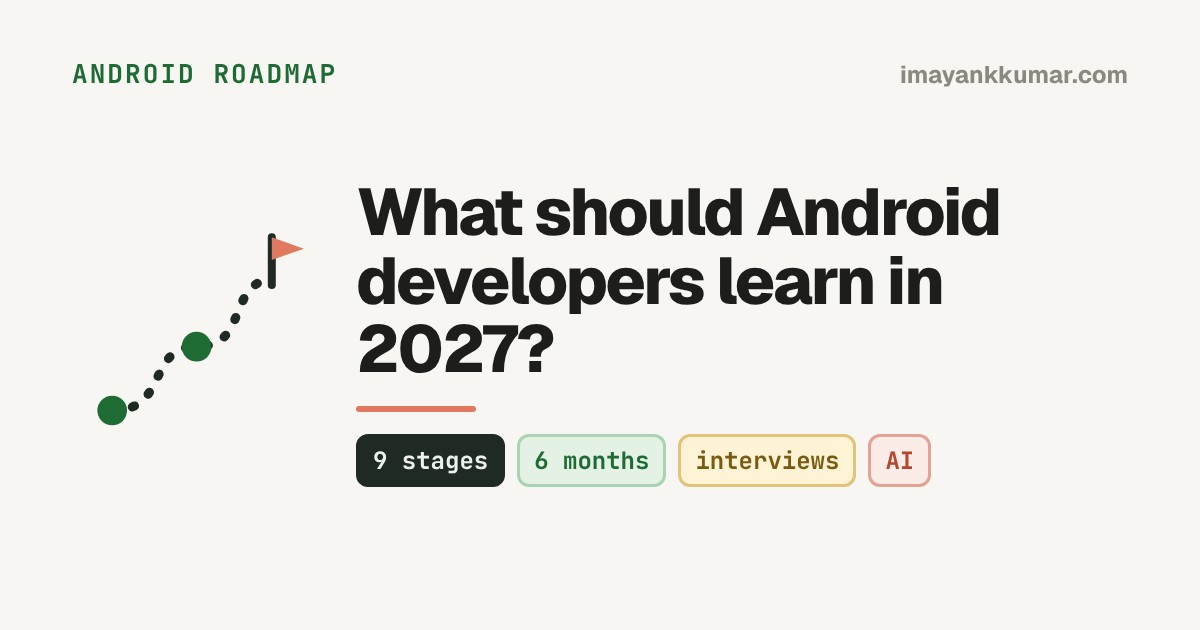 ANDROID ROADMAP
imayankkumar.com
What should Android
developers learn in
2027?
9 stages
6 months
interviews
AI